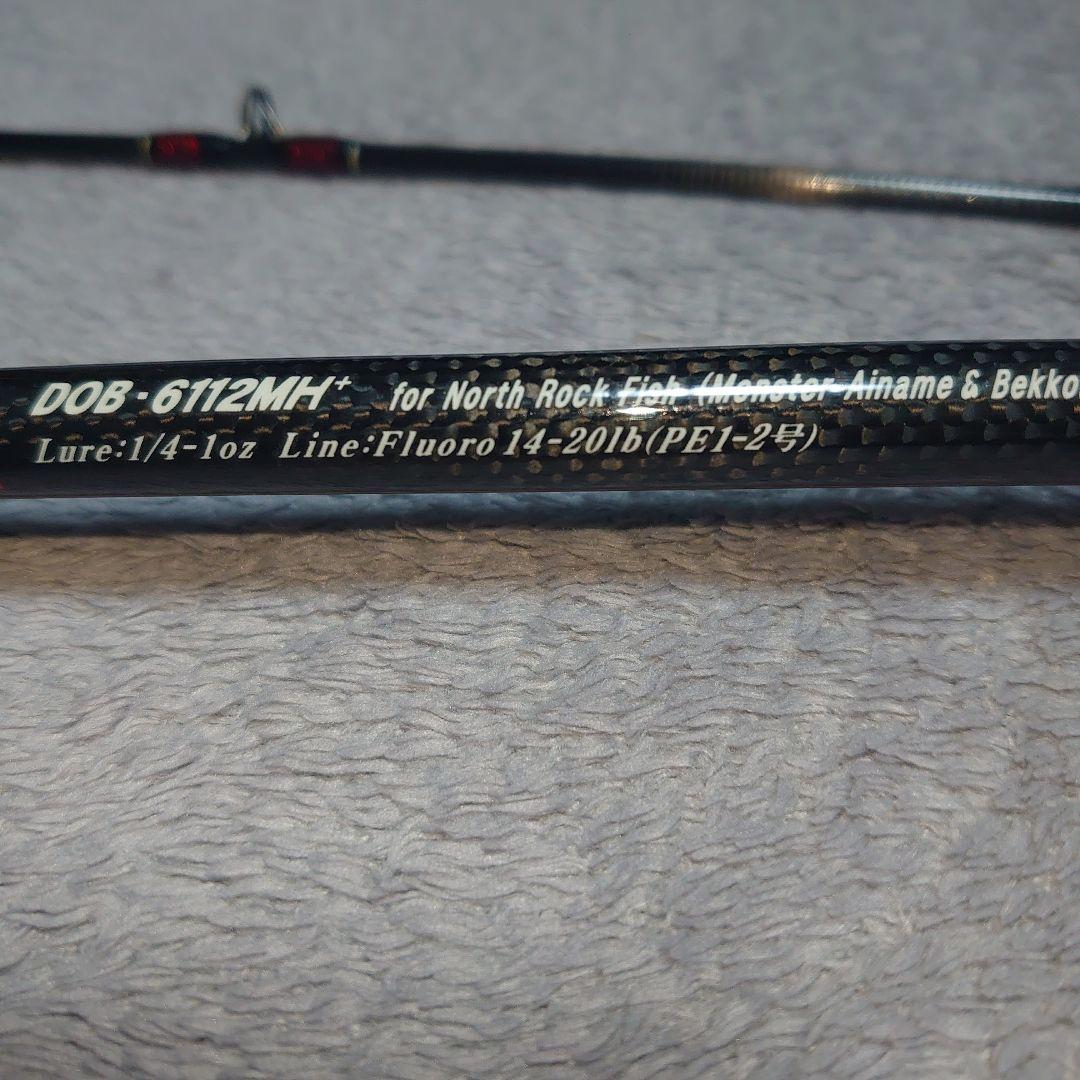 DOB-6112MH+ for North Rock Fish (Monster Ainame & Bekko
Lure:1/4-1oz Line:Fluoro 14-20lb(PE1-2号)